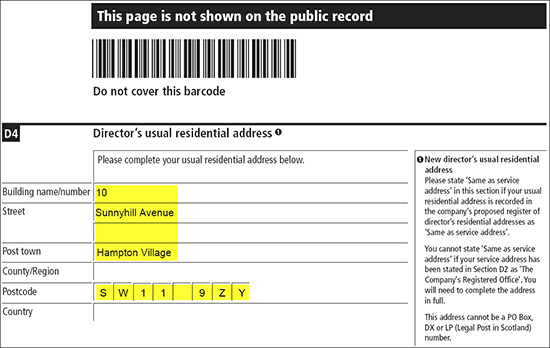 This page is not shown on the public record
Do not cover this barcode
D4
Director's usual residential address ❶
Please complete your usual residential address below.
Building name/number 10
Street Sunnyhill Avenue
Post town Hampton Village
County/Region
Postcode S W 1 1 9 Z Y
Country
❶ New director's usual residential
address
Please state 'Same as service
address' in this section if your usual
residential address is recorded in
the company's proposed register of
director's residential addresses as
'Same as service address'.
You cannot state 'Same as service
address' if your service address has
been stated in Section D2 as 'The
Company's Registered Office'. You
will need to complete the address
in full.
This address cannot be a PO Box,
DX or LP (Legal Post in Scotland)
number.